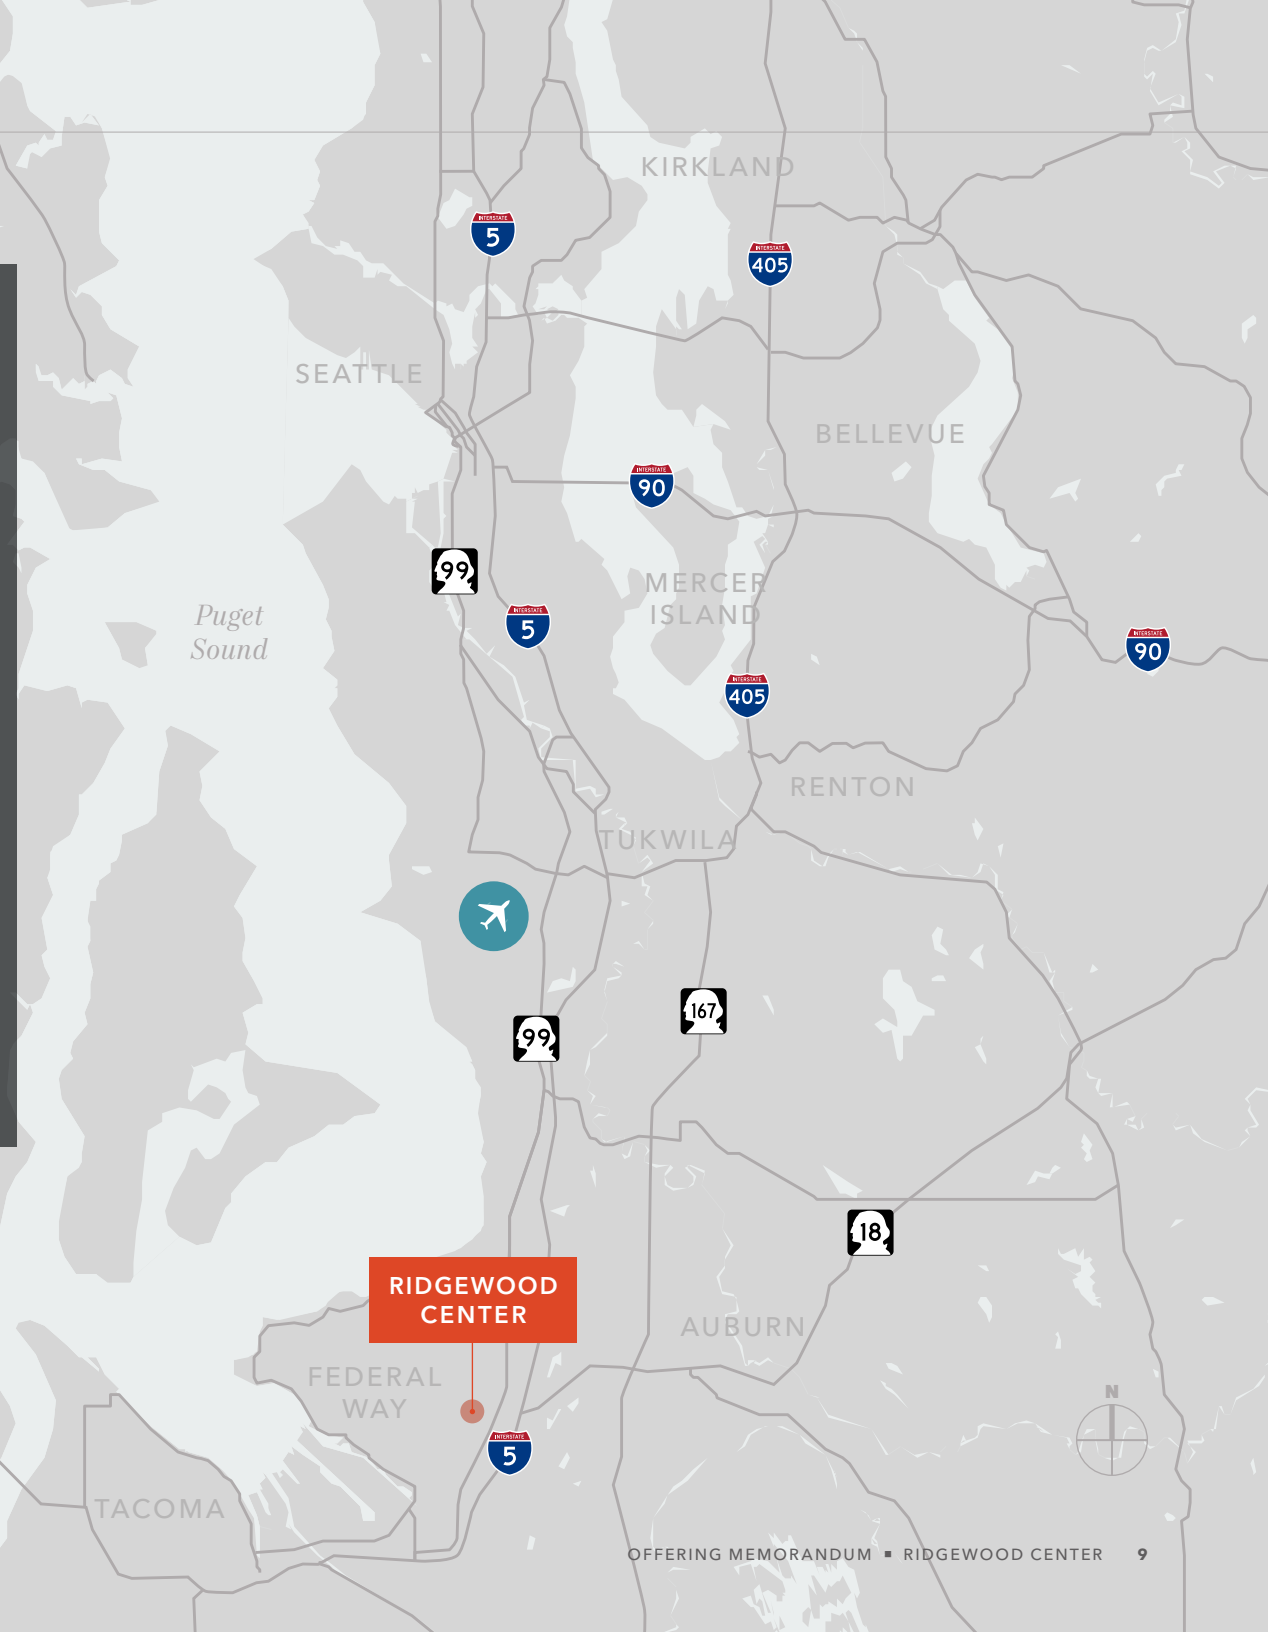 KIRKLAND
INTERSTATE
5
INTERSTATE
405
SEATTLE
BELLEVUE
INTERSTATE
90
99
MERCER
ISLAND
Puget
Sound
INTERSTATE
5
INTERSTATE
90
INTERSTATE
405
RENTON
TUKWILA
167
99
18
RIDGEWOOD
CENTER
AUBURN
FEDERAL
WAY
N
INTERSTATE
5
TACOMA
OFFERING MEMORANDUM ▪ RIDGEWOOD CENTER 9